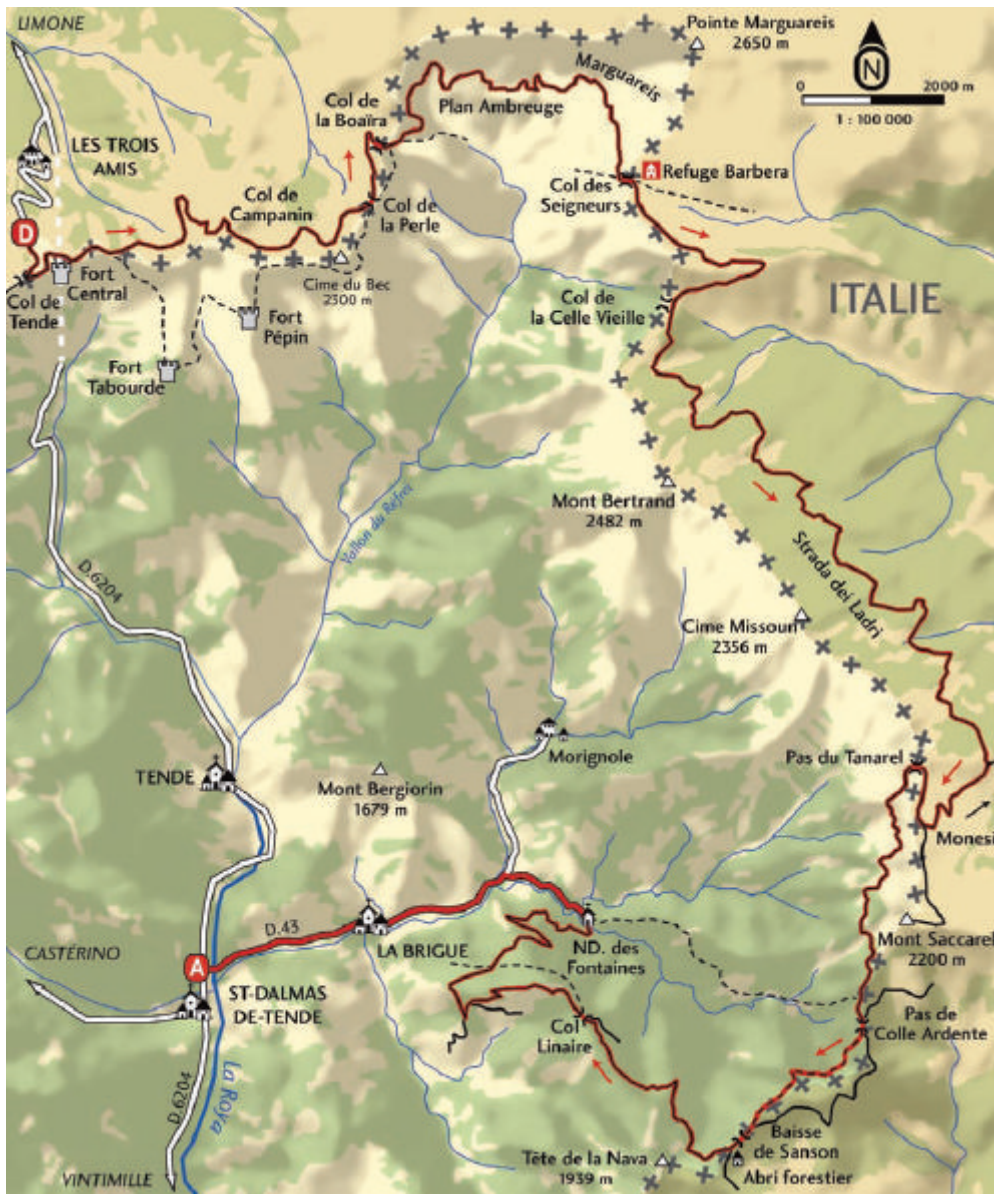 LIMONE
Pointe Marguareis
2650 m
Marguareis
N
2000 m
1 : 100 000
Plan Ambreuge
Col de
la Boaïra
LES TROIS
AMIS
Col de
Campanin
Refuge Barbera
Col des
Seigneurs
Col de
la Perle
D
Fort
Central
Cime du Bec
2300 m
Col de
Tende
Fort
Pépin
Col de
la Celle Vieille
ITALIE
Fort
Tabourde
Mont Bertrand
2482 m
Vallon du Réfrei
Strada dei Ladri
D.6204
Cime Missoun
2356 m
Pas du Tanarel
Morignole
TENDE
Mont Bergiorin
1679 m
Monesi
D.43
CASTÉRINO
LA BRIGUE
ND. des
Fontaines
Mont Saccarel
2200 m
A
ST-DALMAS
DE-TENDE
Col
Linaire
Pas de
Colle Ardente
La Roya
D.6204
Baisse
de Sanson
Abri forestier
Tête de la Nava
1939 m
VINTIMILLE